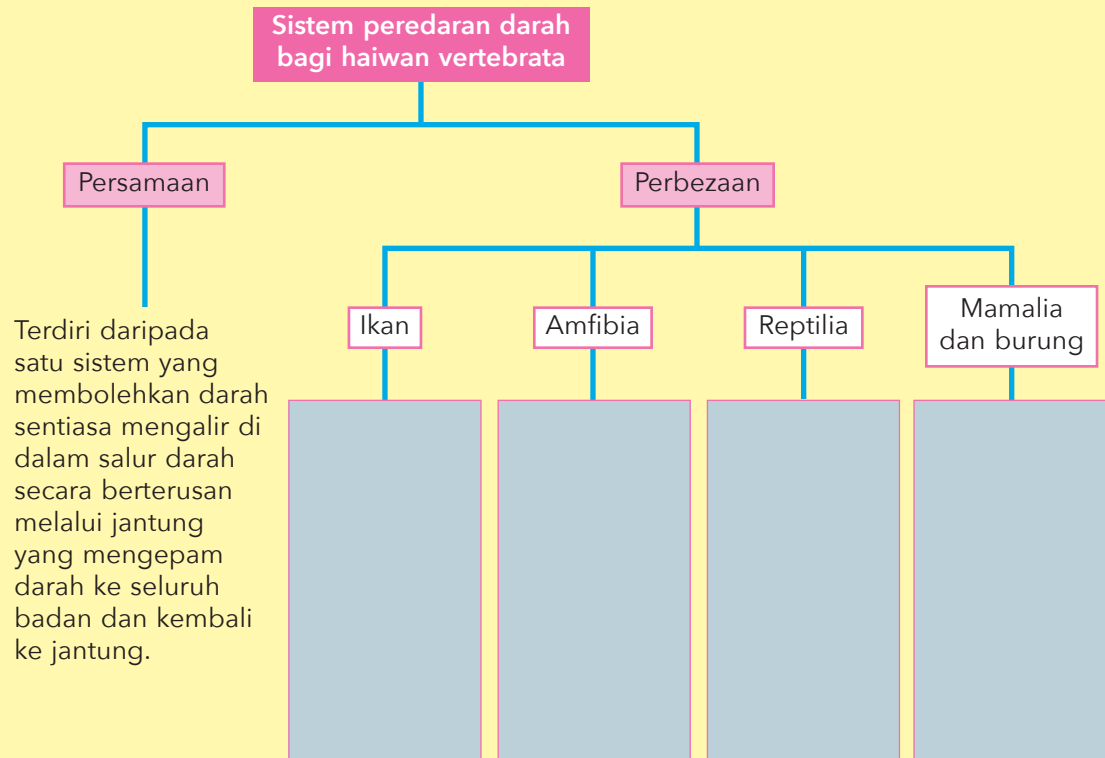 Sistem peredaran darah
bagi haiwan vertebrata
Persamaan
Perbezaan
Terdiri daripada
satu sistem yang
membolehkan darah
sentiasa mengalir di
dalam salur darah
secara berterusan
melalui jantung
yang mengepam
darah ke seluruh
badan dan kembali
ke jantung.
Ikan
Amfibia
Reptilia
Mamalia
dan burung